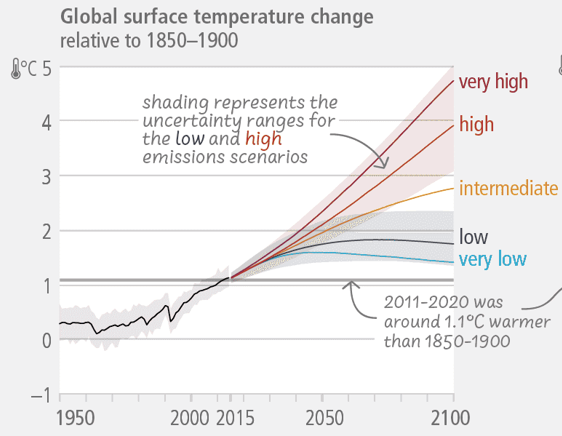 Global surface temperature change
relative to 1850–1900
°C 5
4
3
2
1
0
–1
shading represents the
uncertainty ranges for
the low and high
emissions scenarios
very high
high
intermediate
low
very low
2011–2020 was
around 1.1°C warmer
than 1850–1900
1950 2000 2015 2050 2100